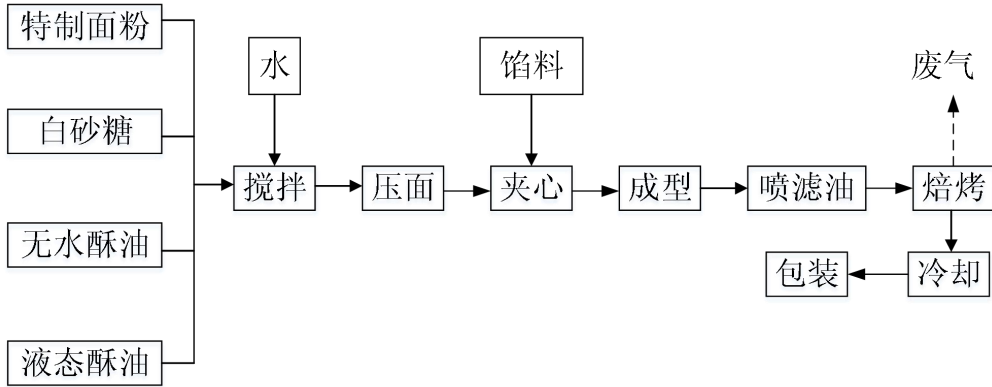 特制面粉
水
馅料
废气
白砂糖
搅拌
压面
夹心
成型
喷滤油
焙烤
无水酥油
包装
冷却
液态酥油